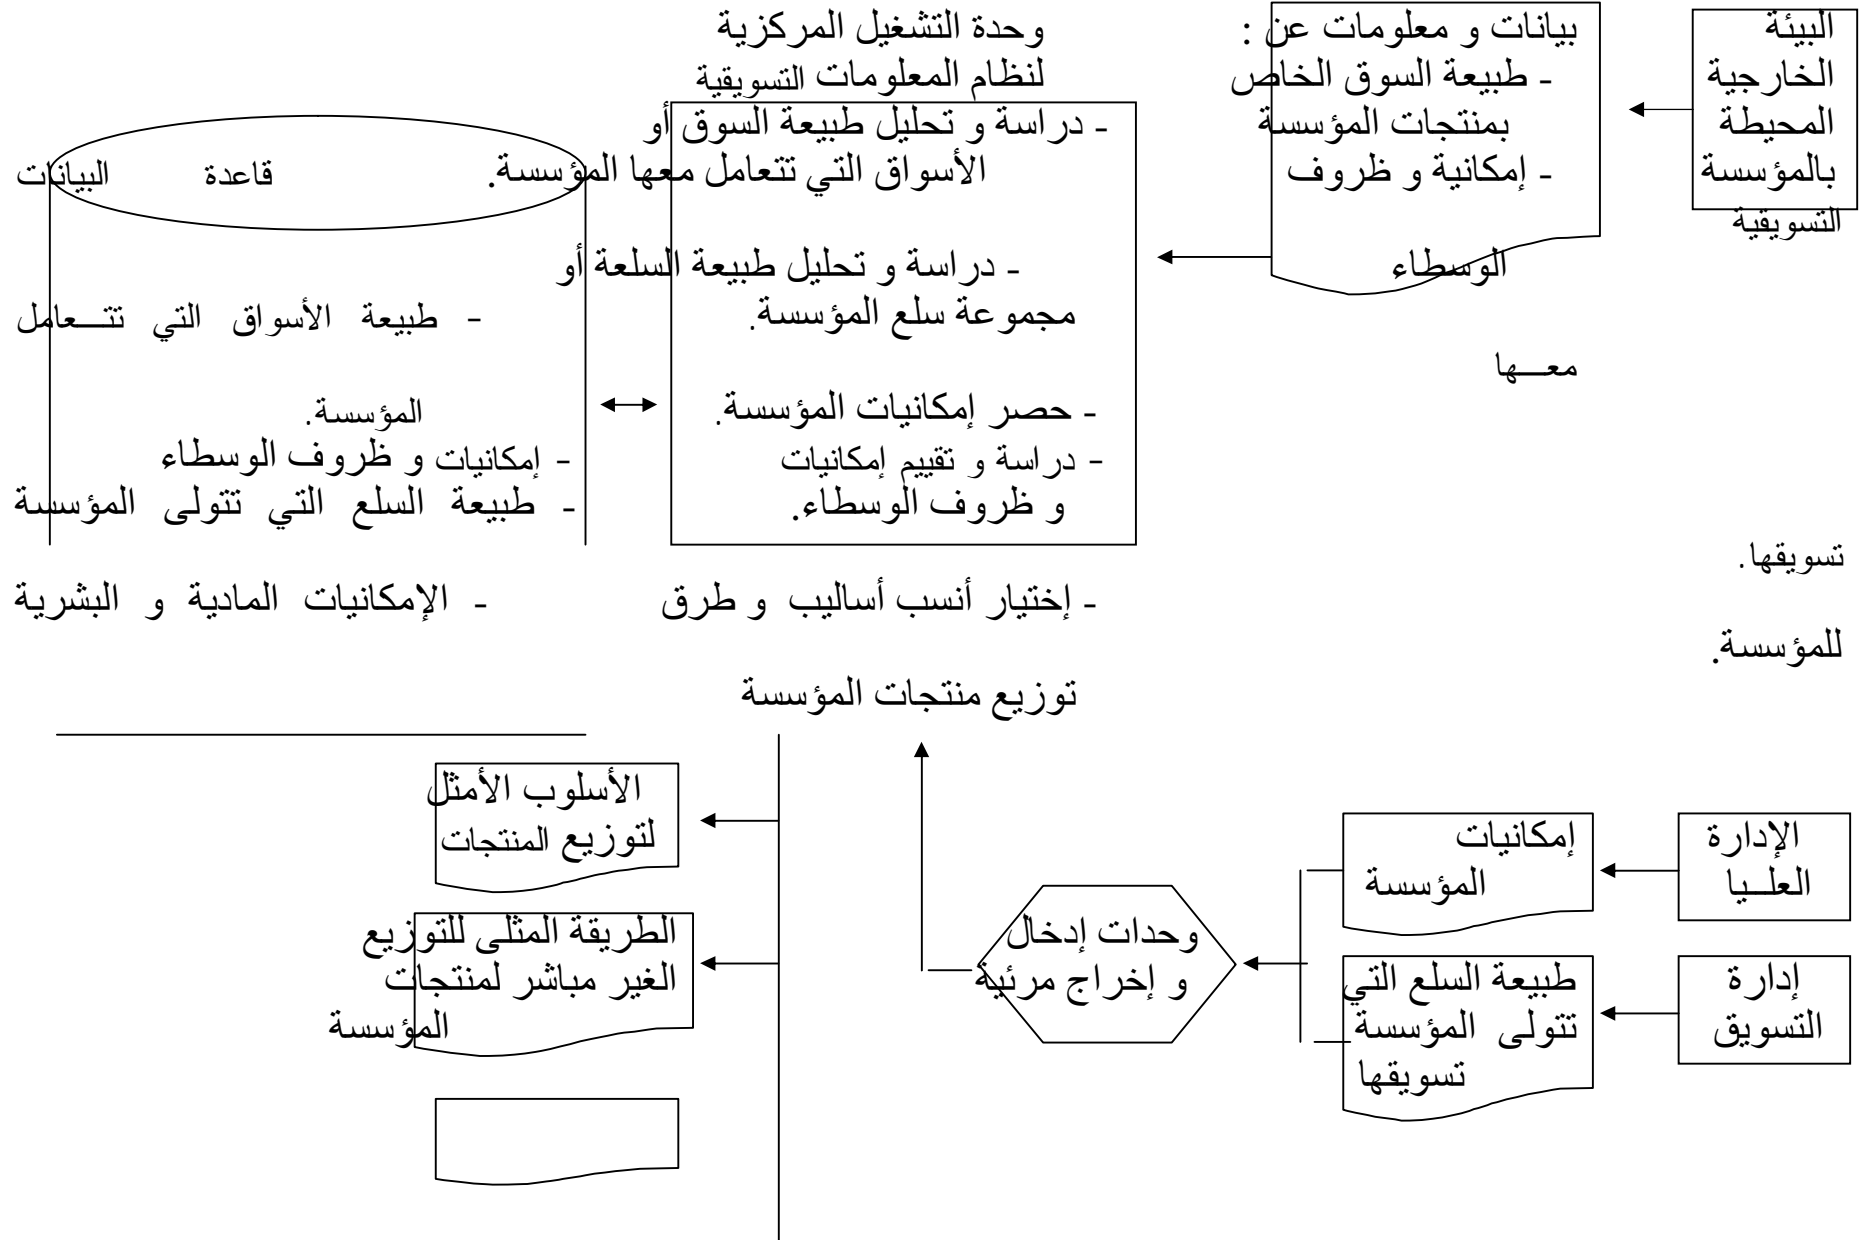 البيئة
الخارجية
المحيطة
بالمؤسسة
التسويقية
بيانات و معلومات عن :
- طبيعة السوق الخاص
بمنتجات المؤسسة
- إمكانية و ظروف
الوسطاء
معـــها
وحدة التشغيل المركزية
لنظام المعلومات التسويقية
- دراسة و تحليل طبيعة السوق أو
الأسواق التي تتعامل معها المؤسسة.
- دراسة و تحليل طبيعة السلعة أو
مجموعة سلع المؤسسة.
- حصر إمكانيات المؤسسة.
- دراسة و تقييم إمكانيات
و ظروف الوسطاء.
- إختيار أنسب أساليب و طرق
توزيع منتجات المؤسسة
قاعدة البيانات
- طبيعة الأسواق التي تتـــعامل
المؤسسة.
- إمكانيات و ظروف الوسطاء
- طبيعة السلع التي تتولى المؤسسة
تسويقها.
- الإمكانيات المادية و البشرية
للمؤسسة.
الإدارة
العلــيا
إمكانيات
المؤسسة
إدارة
التسويق
طبيعة السلع التي
تتولى المؤسسة
تسويقها
وحدات إدخال
و إخراج مرئية
الأسلوب الأمثل
لتوزيع المنتجات
الطريقة المثلى للتوزيع
الغير مباشر لمنتجات
المؤسسة